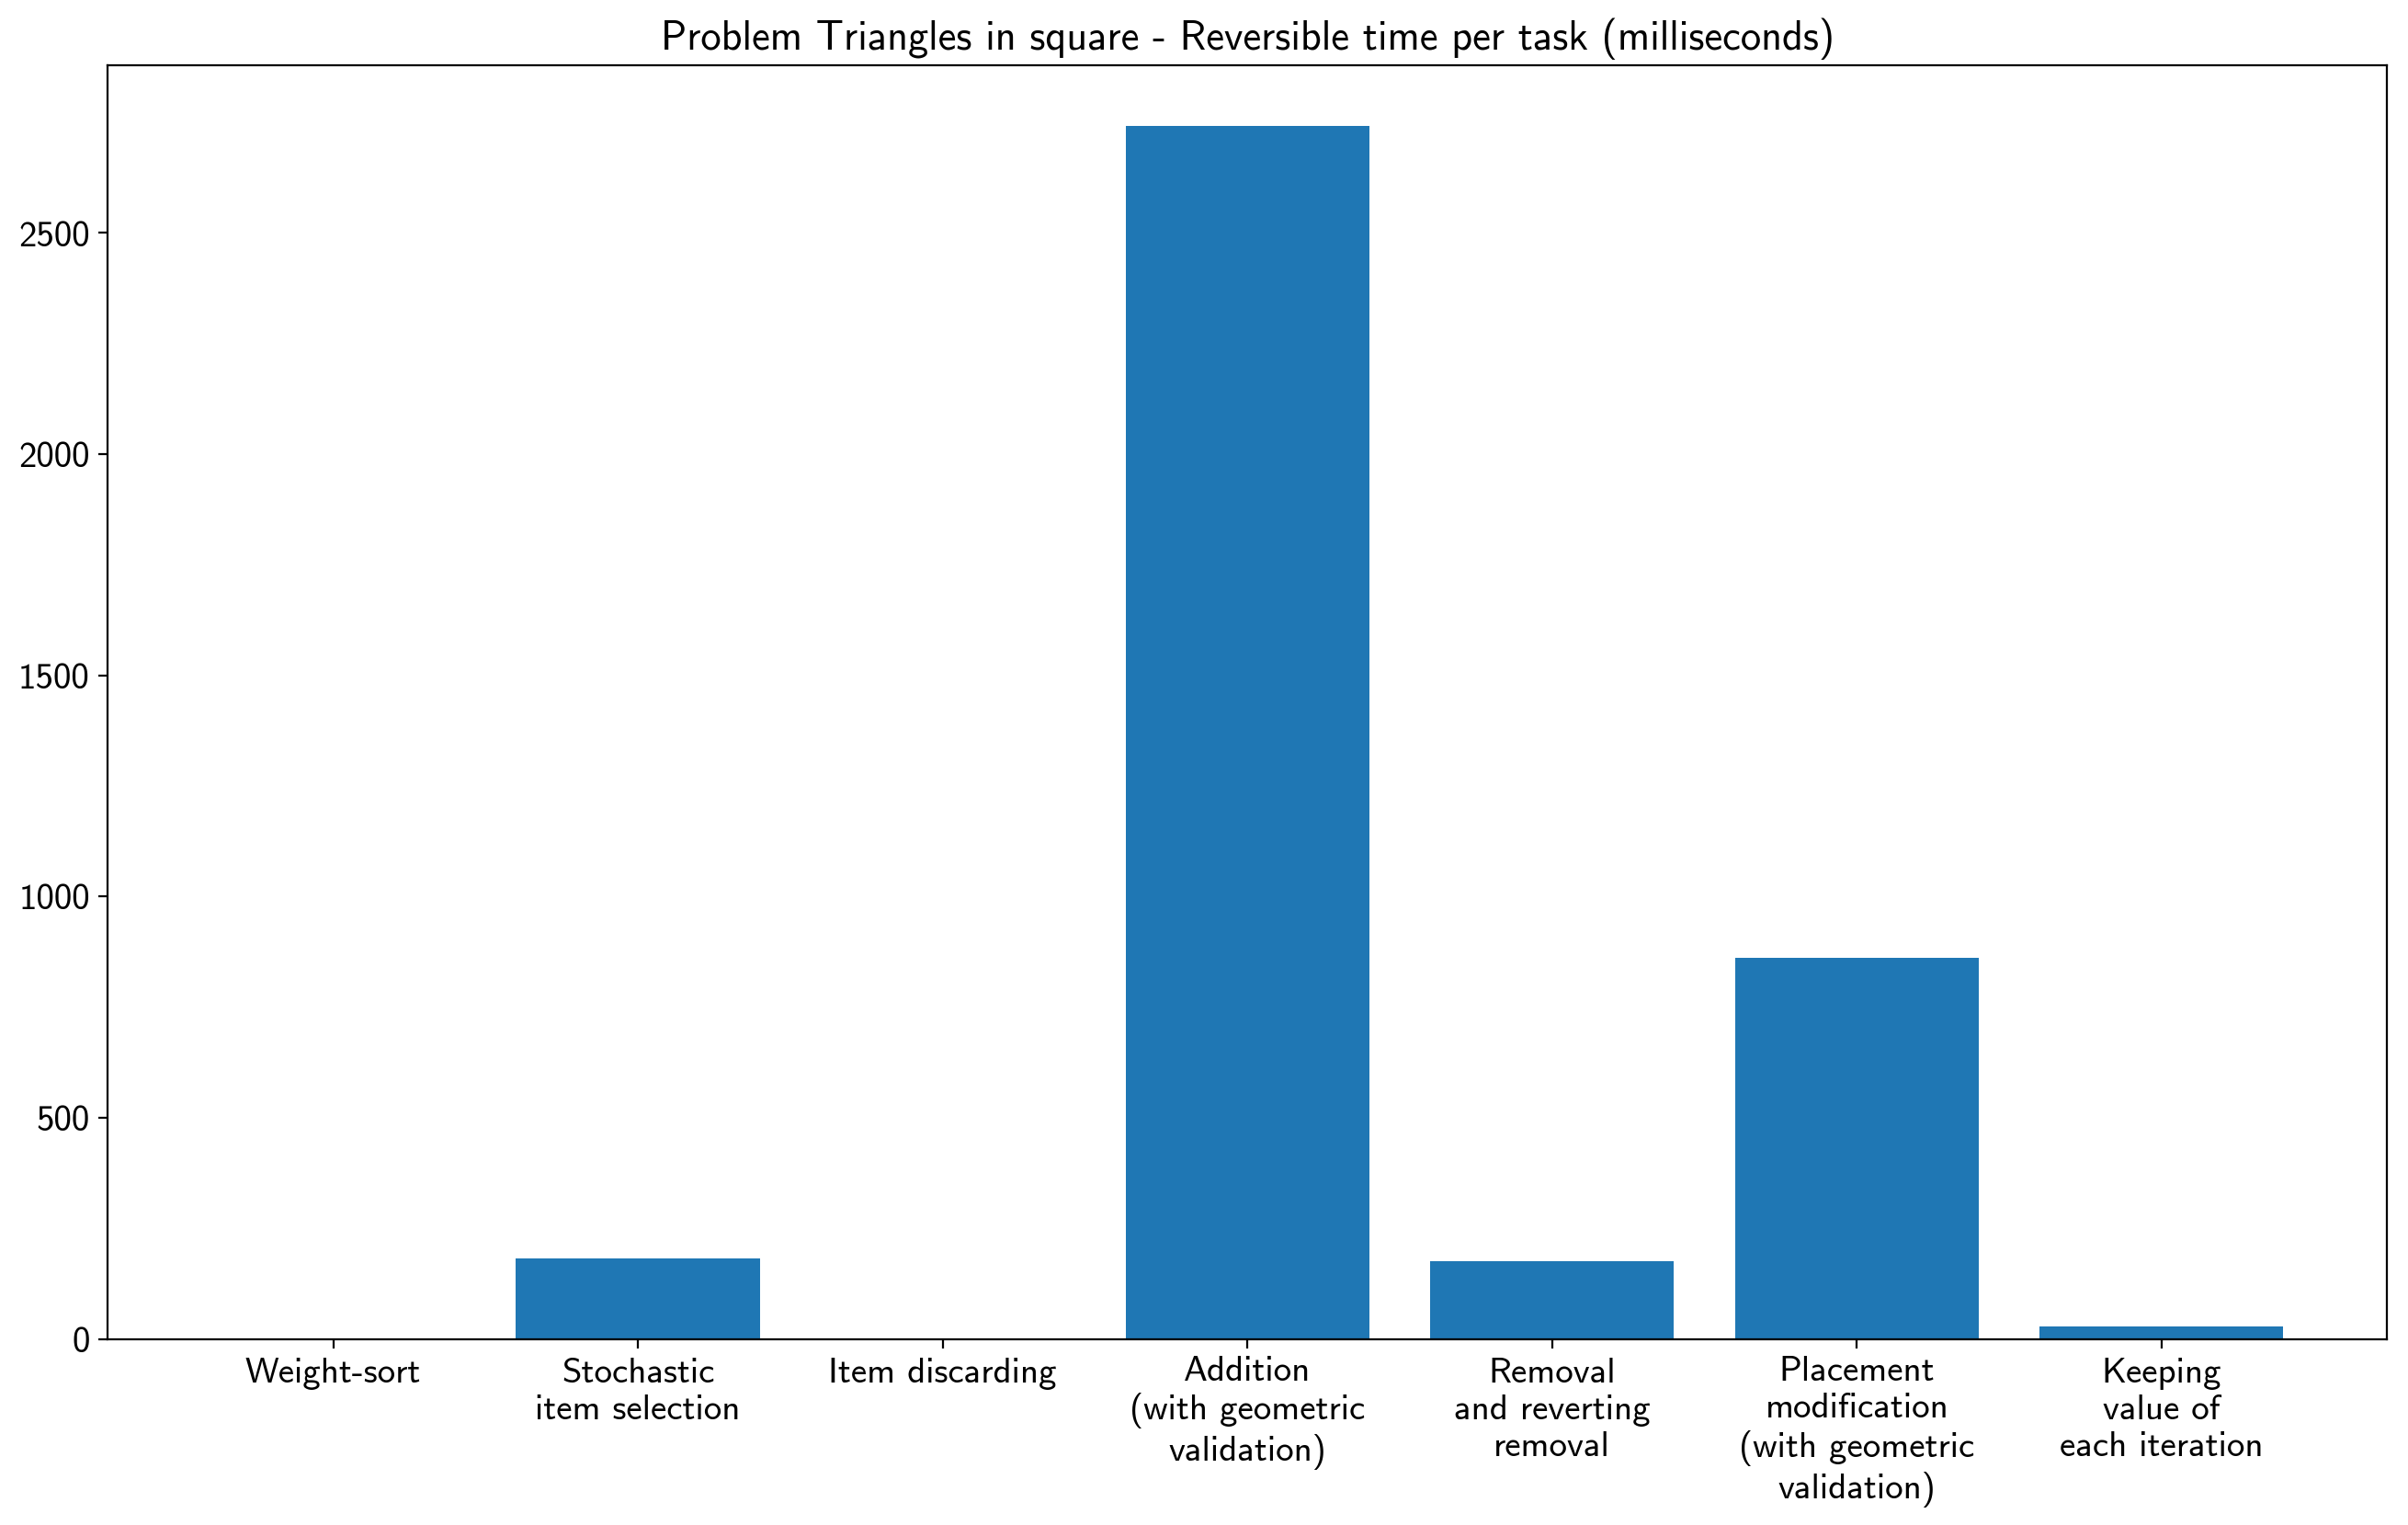 Problem Triangles in square - Reversible time per task (milliseconds)
2500
2000
1500
1000
500
0
Weight-sort
Stochastic
item selection
Item discarding
Addition
(with geometric
validation)
Removal
and reverting
removal
Placement
modification
(with geometric
validation)
Keeping
value of
each iteration